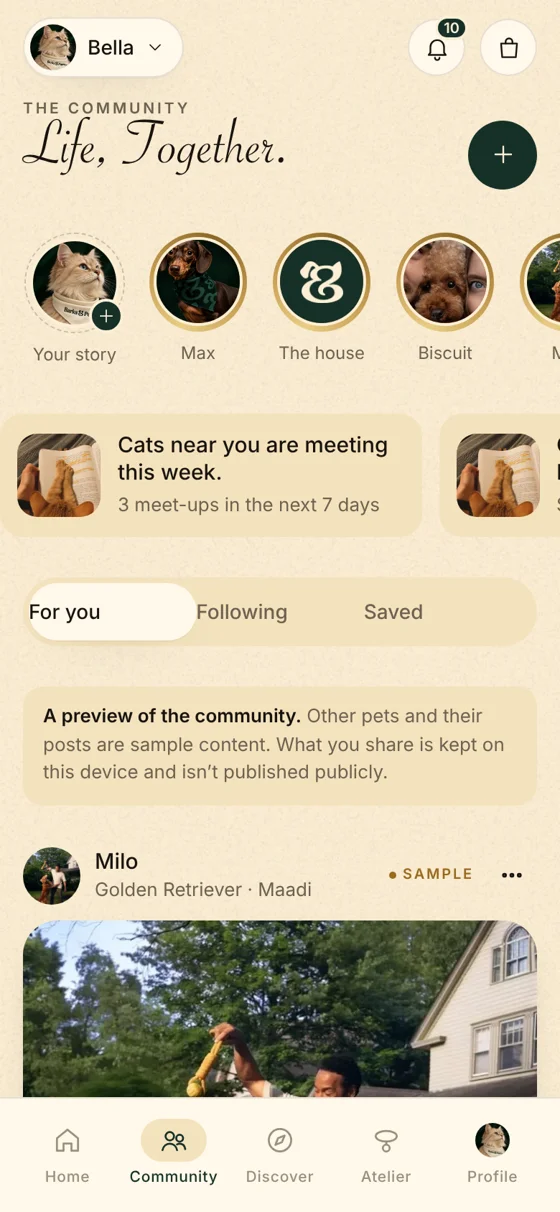 Bella
10
THE COMMUNITY
Life, Together.
Your story
Max
The house
Biscuit
Cats near you are meeting
this week.
3 meet-ups in the next 7 days
For you
Following
Saved
A preview of the community. Other pets and their
posts are sample content. What you share is kept on
this device and isn’t published publicly.
Milo
SAMPLE
Golden Retriever · Maadi
Home
Community
Discover
Atelier
Profile